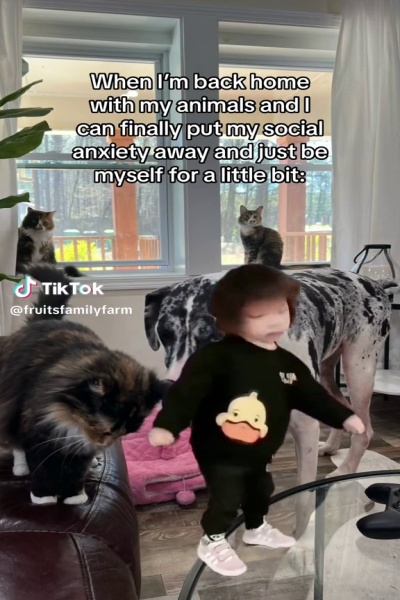 When I'm back home
with my animals and I
can finally put my social
anxiety away and just be
myself for a little bit:
TikTok
@fruitsfamilyfarm